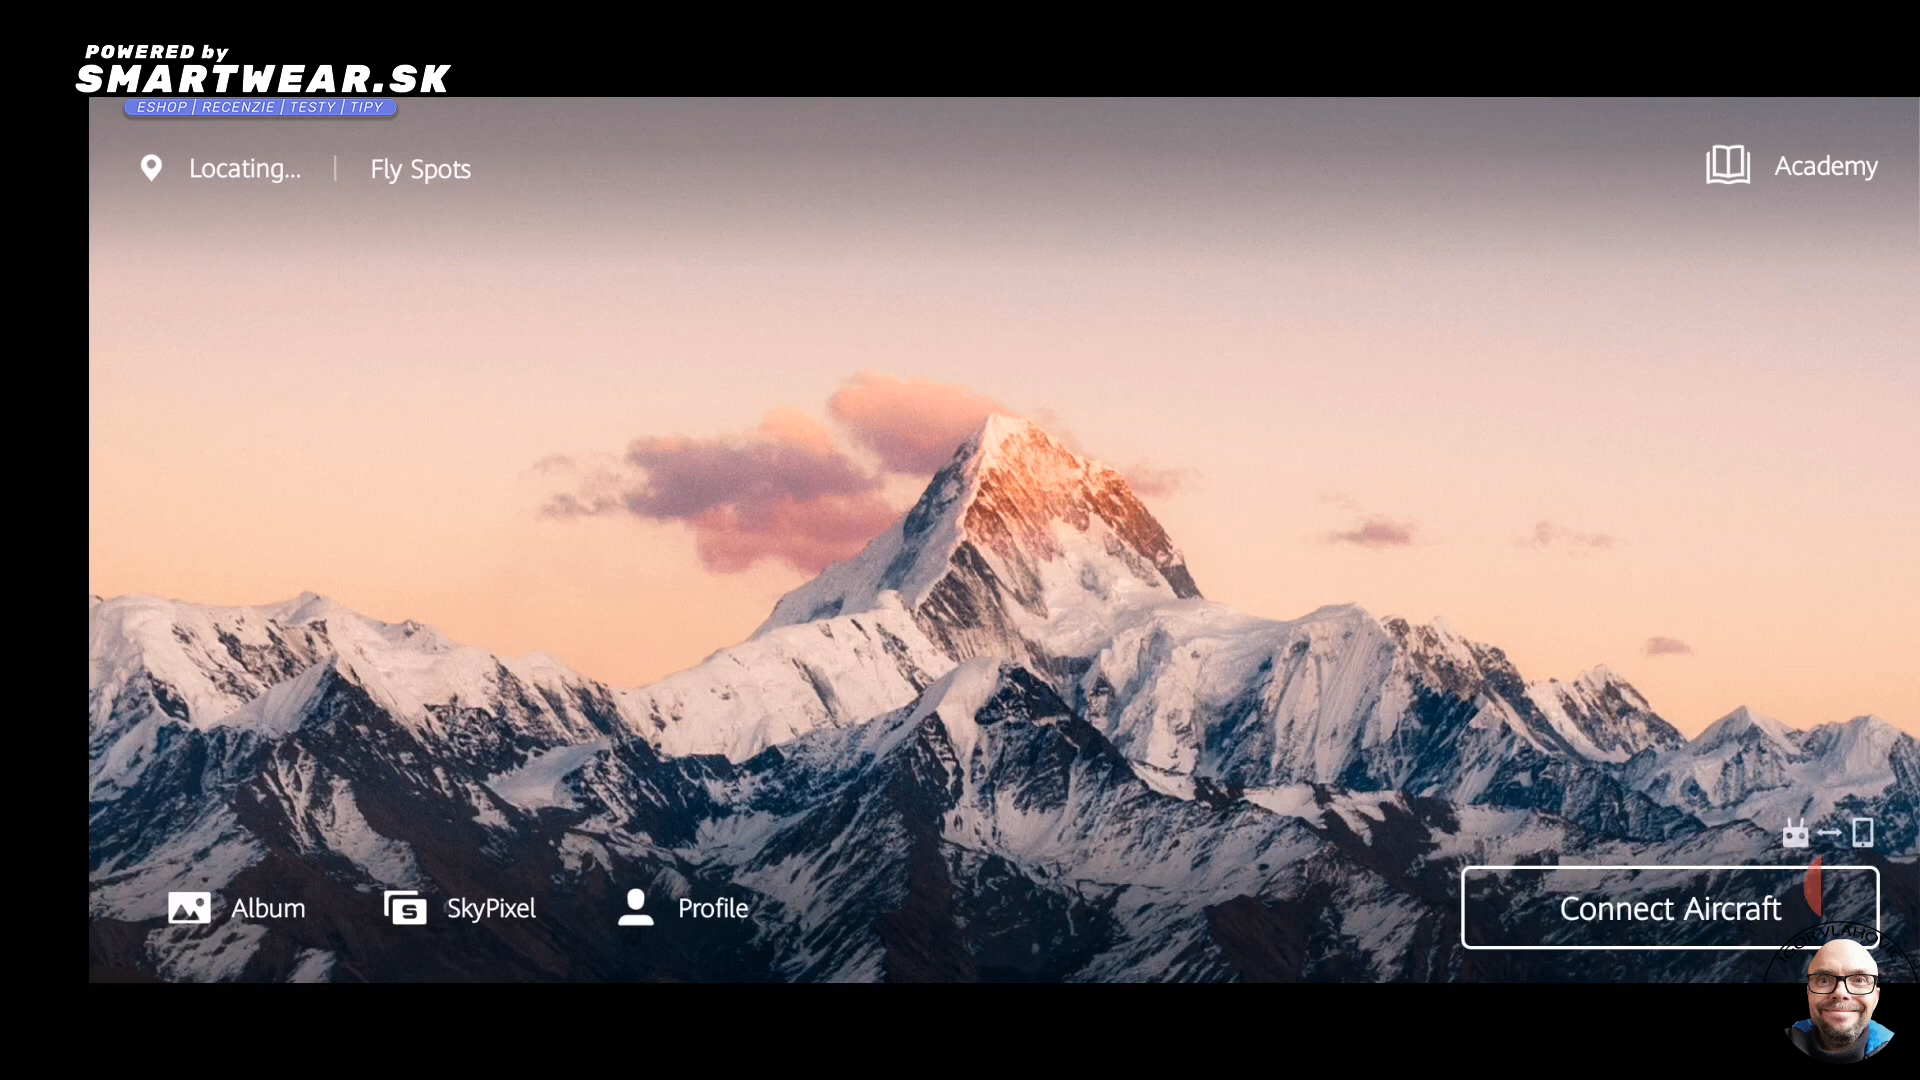 POWERED by
SMARTWEAR.SK
ESHOP | RECENZIE | TESTY | TIPY
Locating... | Fly Spots
Academy
Album
SkyPixel
Profile
Connect Aircraft